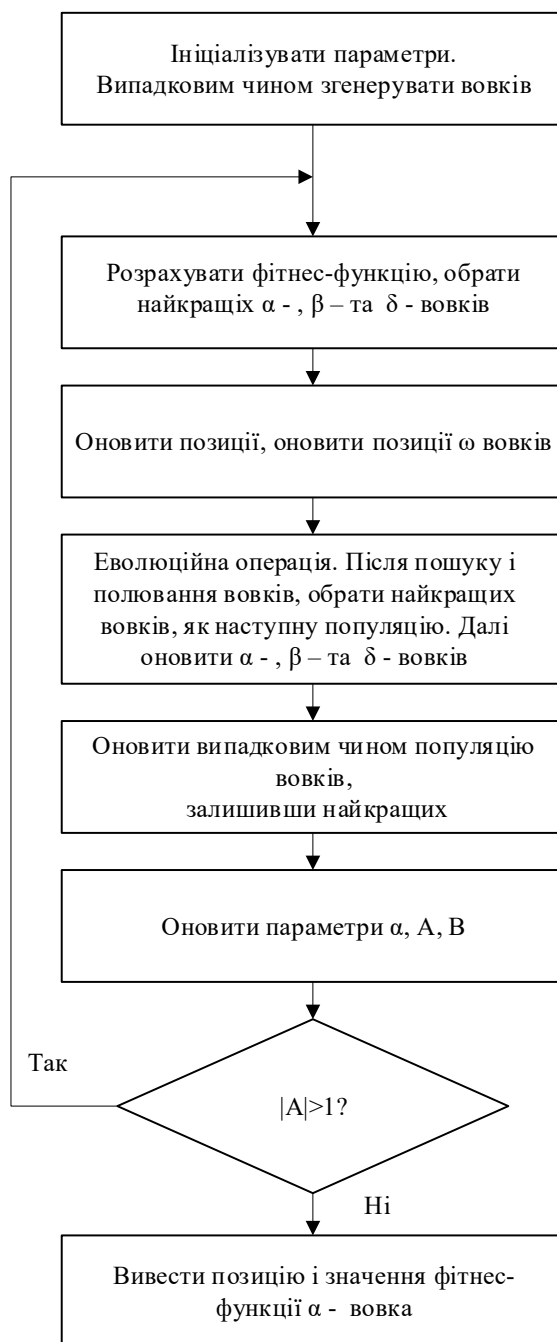 Ініціалізувати параметри.
Випадковим чином згенерувати вовків
Розрахувати фітнес-функцію, обрати
найкращіх α - , β – та δ - вовків
Оновити позиції, оновити позиції ω вовків
Еволюційна операція. Після пошуку і
полювання вовків, обрати найкращих
вовків, як наступну популяцію. Далі
оновити α - , β – та δ - вовків
Оновити випадковим чином популяцію
вовків,
залишивши найкращих
Оновити параметри α, A, B
Так
|A|>1?
Ні
Вивести позицію і значення фітнес-
функції α - вовка